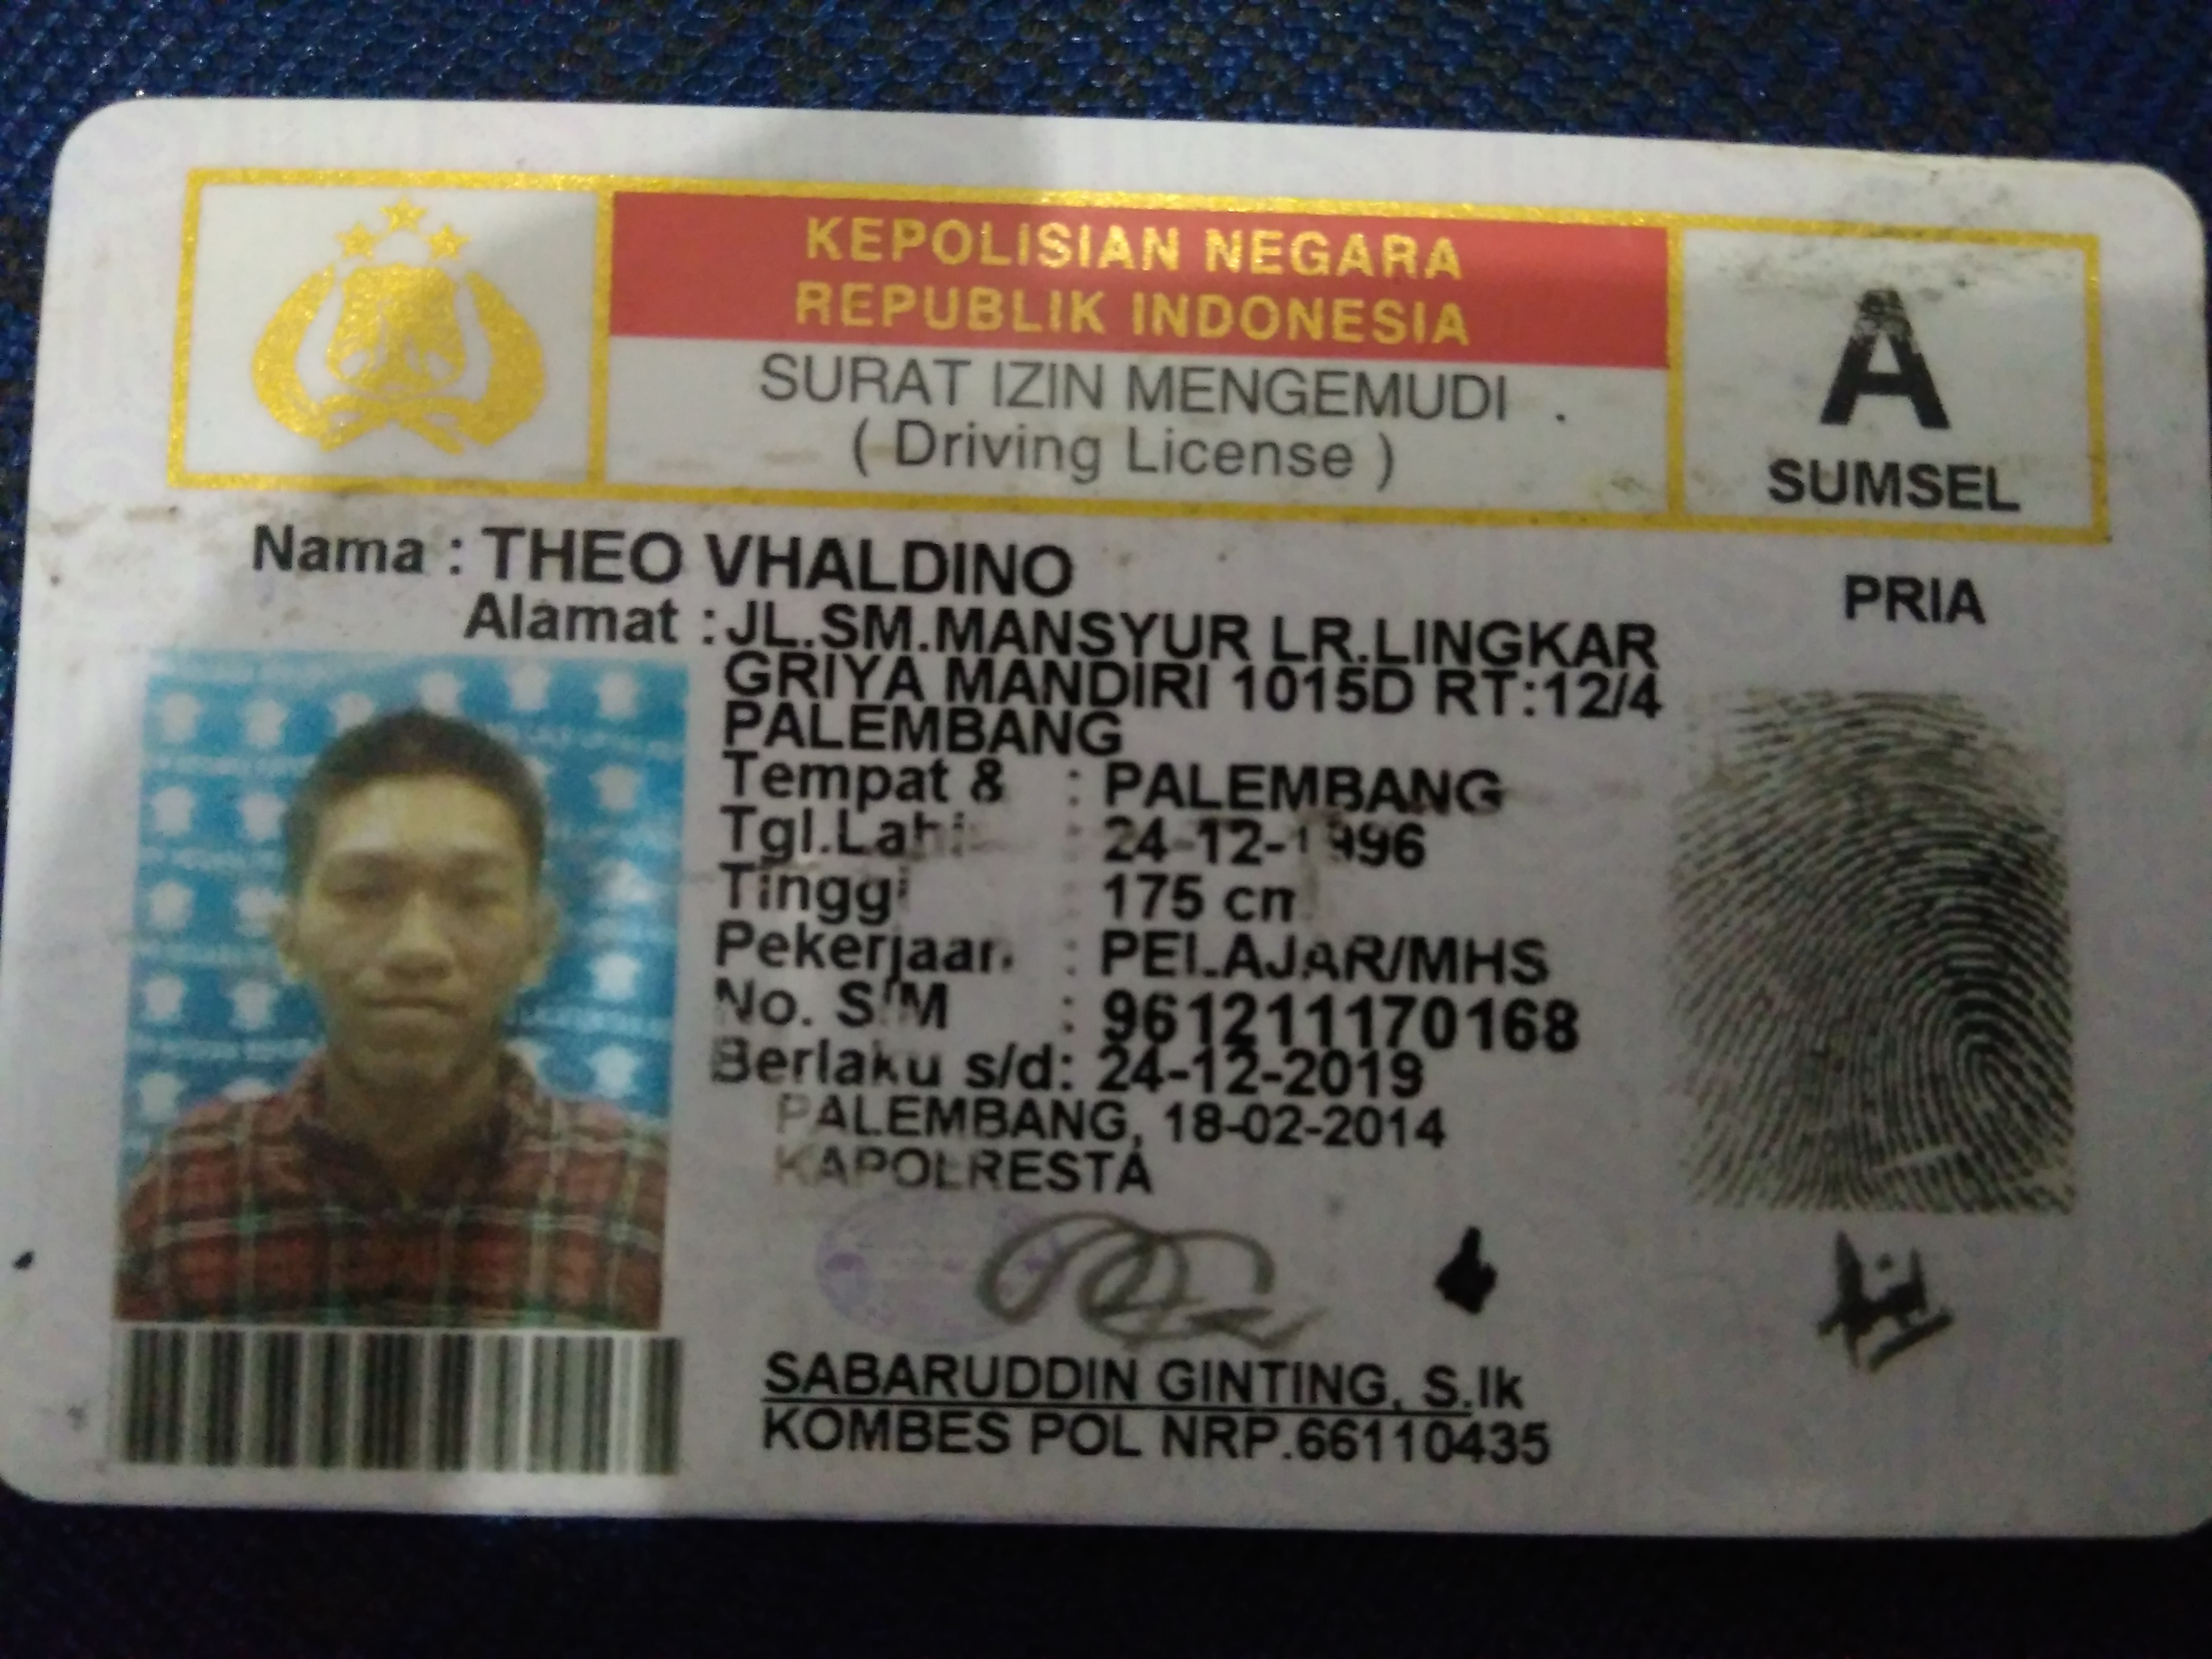 KEPOLISIAN NEGARA
REPUBLIK INDONESIA
SURAT IZIN MENGEMUDI
( Driving License )
A
SUMSEL
Nama : THEO VHALDINO
PRIA
Alamat : JL.SM.MANSYUR LR.LINGKAR
GRIYA MANDIRI 1015D RT:12/4
PALEMBANG
Tempat & : PALEMBANG
Tgl.Lahir : 24-12-1996
Tinggi : 175 cm
Pekerjaan : PELAJAR/MHS
No. SIM : 961211170168
Berlaku s/d: 24-12-2019
PALEMBANG, 18-02-2014
KAPOLRESTA
SABARUDDIN GINTING, S.Ik
KOMBES POL NRP.66110435